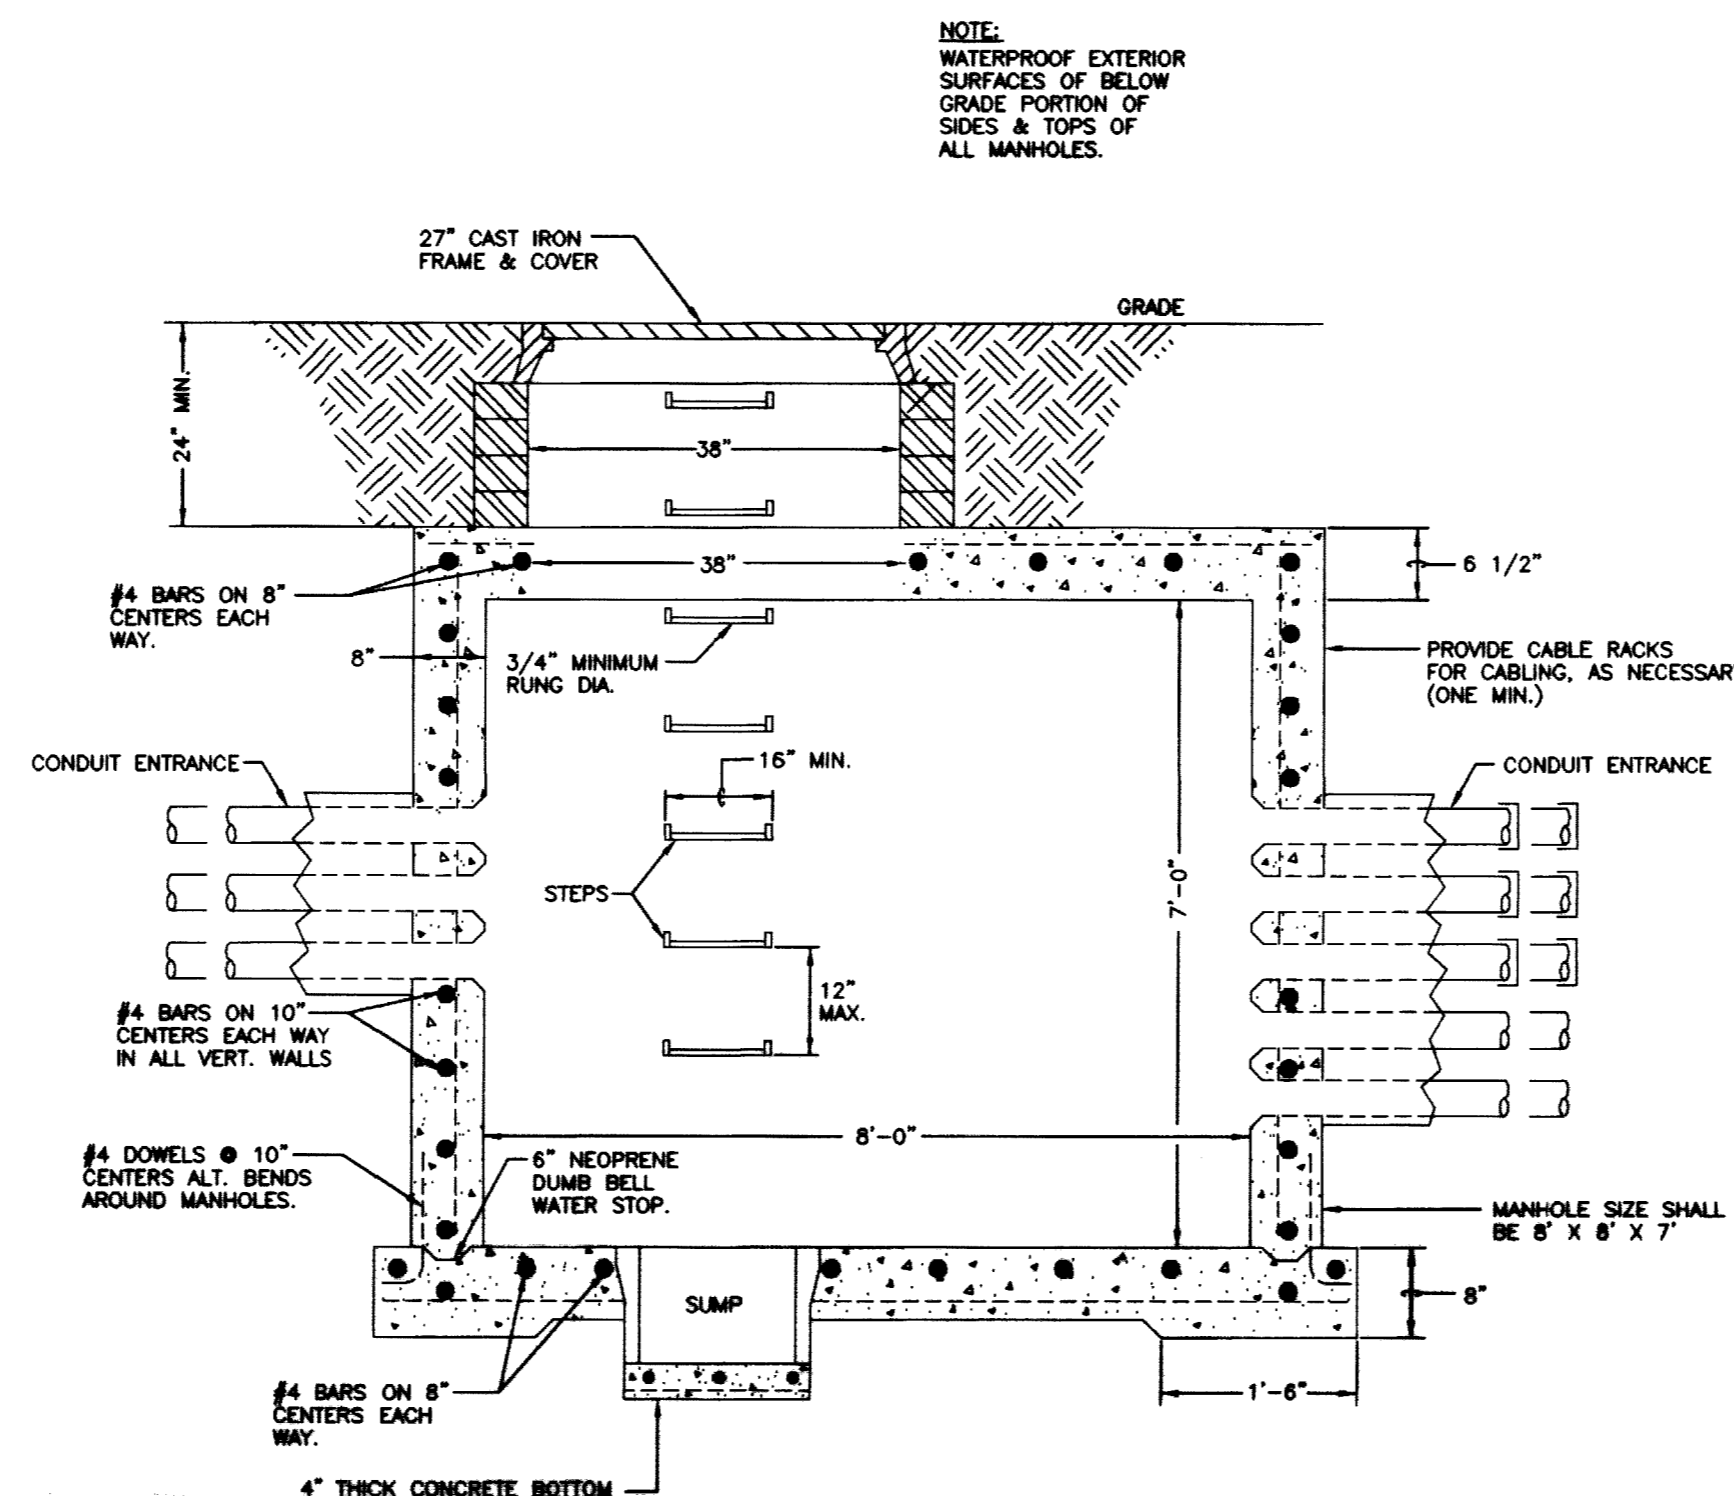 NOTE:
WATERPROOF EXTERIOR
SURFACES OF BELOW
GRADE PORTION OF
SIDES & TOPS OF
ALL MANHOLES.
27" CAST IRON
FRAME & COVER
GRADE
24" MIN.
38"
38"
6 1/2"
#4 BARS ON 8"
CENTERS EACH
WAY.
8"
3/4" MINIMUM
RUNG DIA.
PROVIDE CABLE RACKS
FOR CABLING, AS NECESSAR
(ONE MIN.)
CONDUIT ENTRANCE
16" MIN.
CONDUIT ENTRANCE
STEPS
7'-0"
12"
MAX.
#4 BARS ON 10"
CENTERS EACH WAY
IN ALL VERT. WALLS
8'-0"
#4 DOWELS @ 10"
CENTERS ALT. BENDS
AROUND MANHOLES.
6" NEOPRENE
DUMB BELL
WATER STOP.
MANHOLE SIZE SHALL
BE 8' X 8' X 7'
SUMP
8"
#4 BARS ON 8"
CENTERS EACH
WAY.
1'-6"
4" THICK CONCRETE BOTTOM